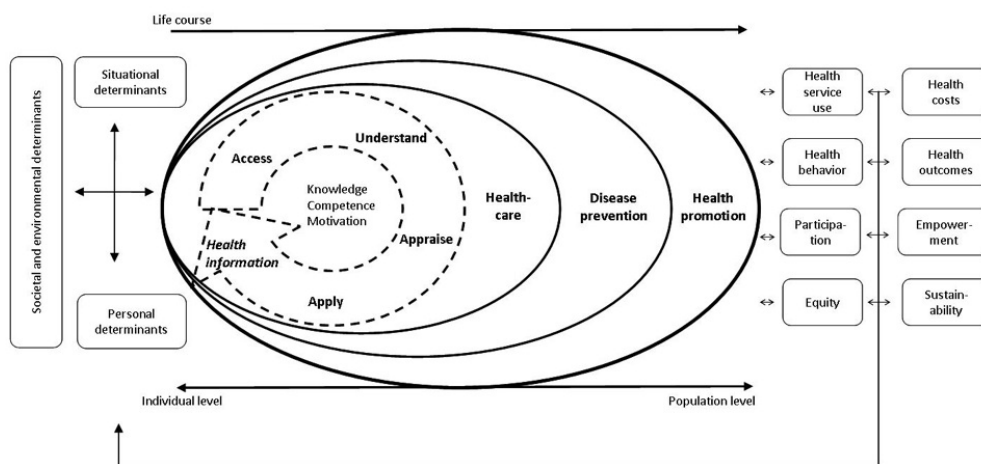 Life course
Societal and environmental determinants
Situational
determinants
Personal
determinants
Access
Understand
Knowledge
Competence
Motivation
Health
information
Appraise
Apply
Health-
care
Disease
prevention
Health
promotion
Individual level
Population level
Health
service
use
Health
costs
Health
behavior
Health
outcomes
Participa-
tion
Empower-
ment
Equity
Sustain-
ability